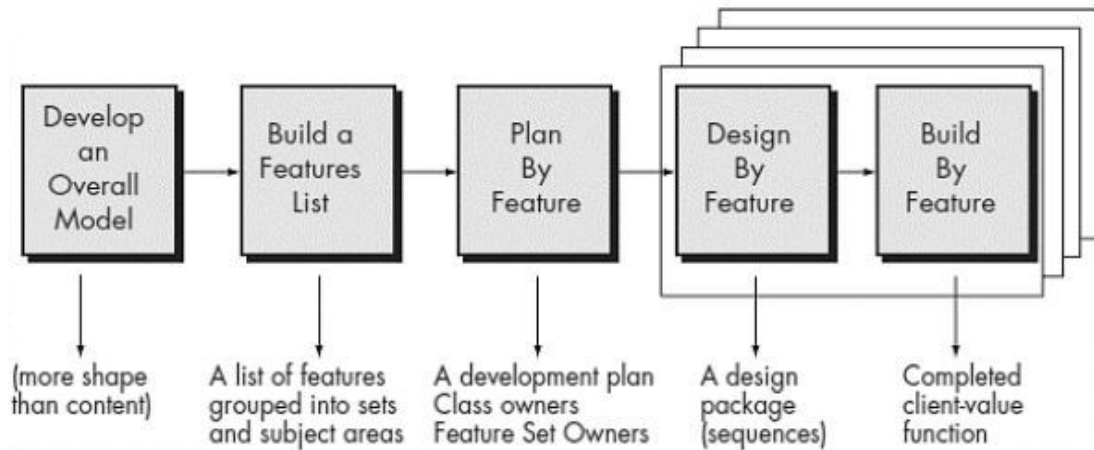 Develop
an
Overall
Model
Build a
Features
List
Plan
By
Feature
Design
By
Feature
Build
By
Feature
(more shape
than content)
A list of features
grouped into sets
and subject areas
A development plan
Class owners
Feature Set Owners
A design
package
(sequences)
Completed
client-value
function